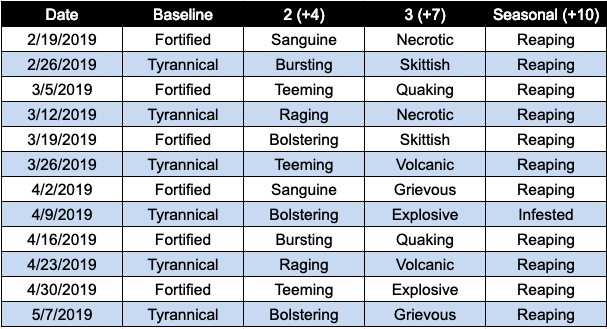 Date Baseline 2 (+4) 3 (+7) Seasonal (+10)
2/19/2019 Fortified Sanguine Necrotic Reaping
2/26/2019 Tyrannical Bursting Skittish Reaping
3/5/2019 Fortified Teeming Quaking Reaping
3/12/2019 Tyrannical Raging Necrotic Reaping
3/19/2019 Fortified Bolstering Skittish Reaping
3/26/2019 Tyrannical Teeming Volcanic Reaping
4/2/2019 Fortified Sanguine Grievous Reaping
4/9/2019 Tyrannical Bolstering Explosive Infested
4/16/2019 Fortified Bursting Quaking Reaping
4/23/2019 Tyrannical Raging Volcanic Reaping
4/30/2019 Fortified Teeming Explosive Reaping
5/7/2019 Tyrannical Bolstering Grievous Reaping